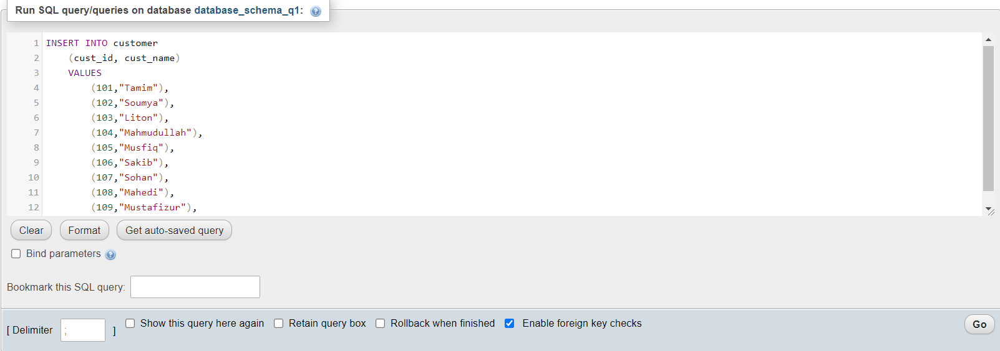 Run SQL query/queries on database database_schema_q1:
1 INSERT INTO customer
2 (cust_id, cust_name)
3 VALUES
4 (101,"Tamim"),
5 (102,"Soumya"),
6 (103,"Liton"),
7 (104,"Mahmudullah"),
8 (105,"Musfiq"),
9 (106,"Sakib"),
10 (107,"Sohan"),
11 (108,"Mahedi"),
12 (109,"Mustafizur"),
Clear Format Get auto-saved query
Bind parameters
Bookmark this SQL query:
[ Delimiter ; ] Show this query here again Retain query box Rollback when finished Enable foreign key checks Go